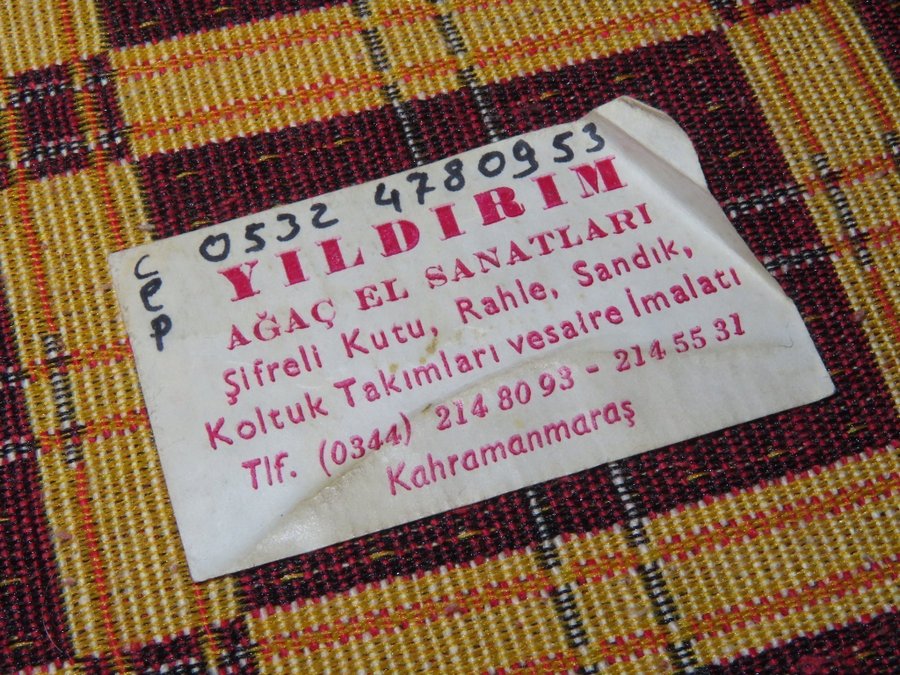 0532 4780953
CEP
YILDIRIM
AĞAÇ EL SANATLARI
Şifreli Kutu, Rahle, Sandık,
Koltuk Takımları vesaire İmalatı
Tlf. (0344) 214 80 93 - 214 55 31
Kahramanmaraş